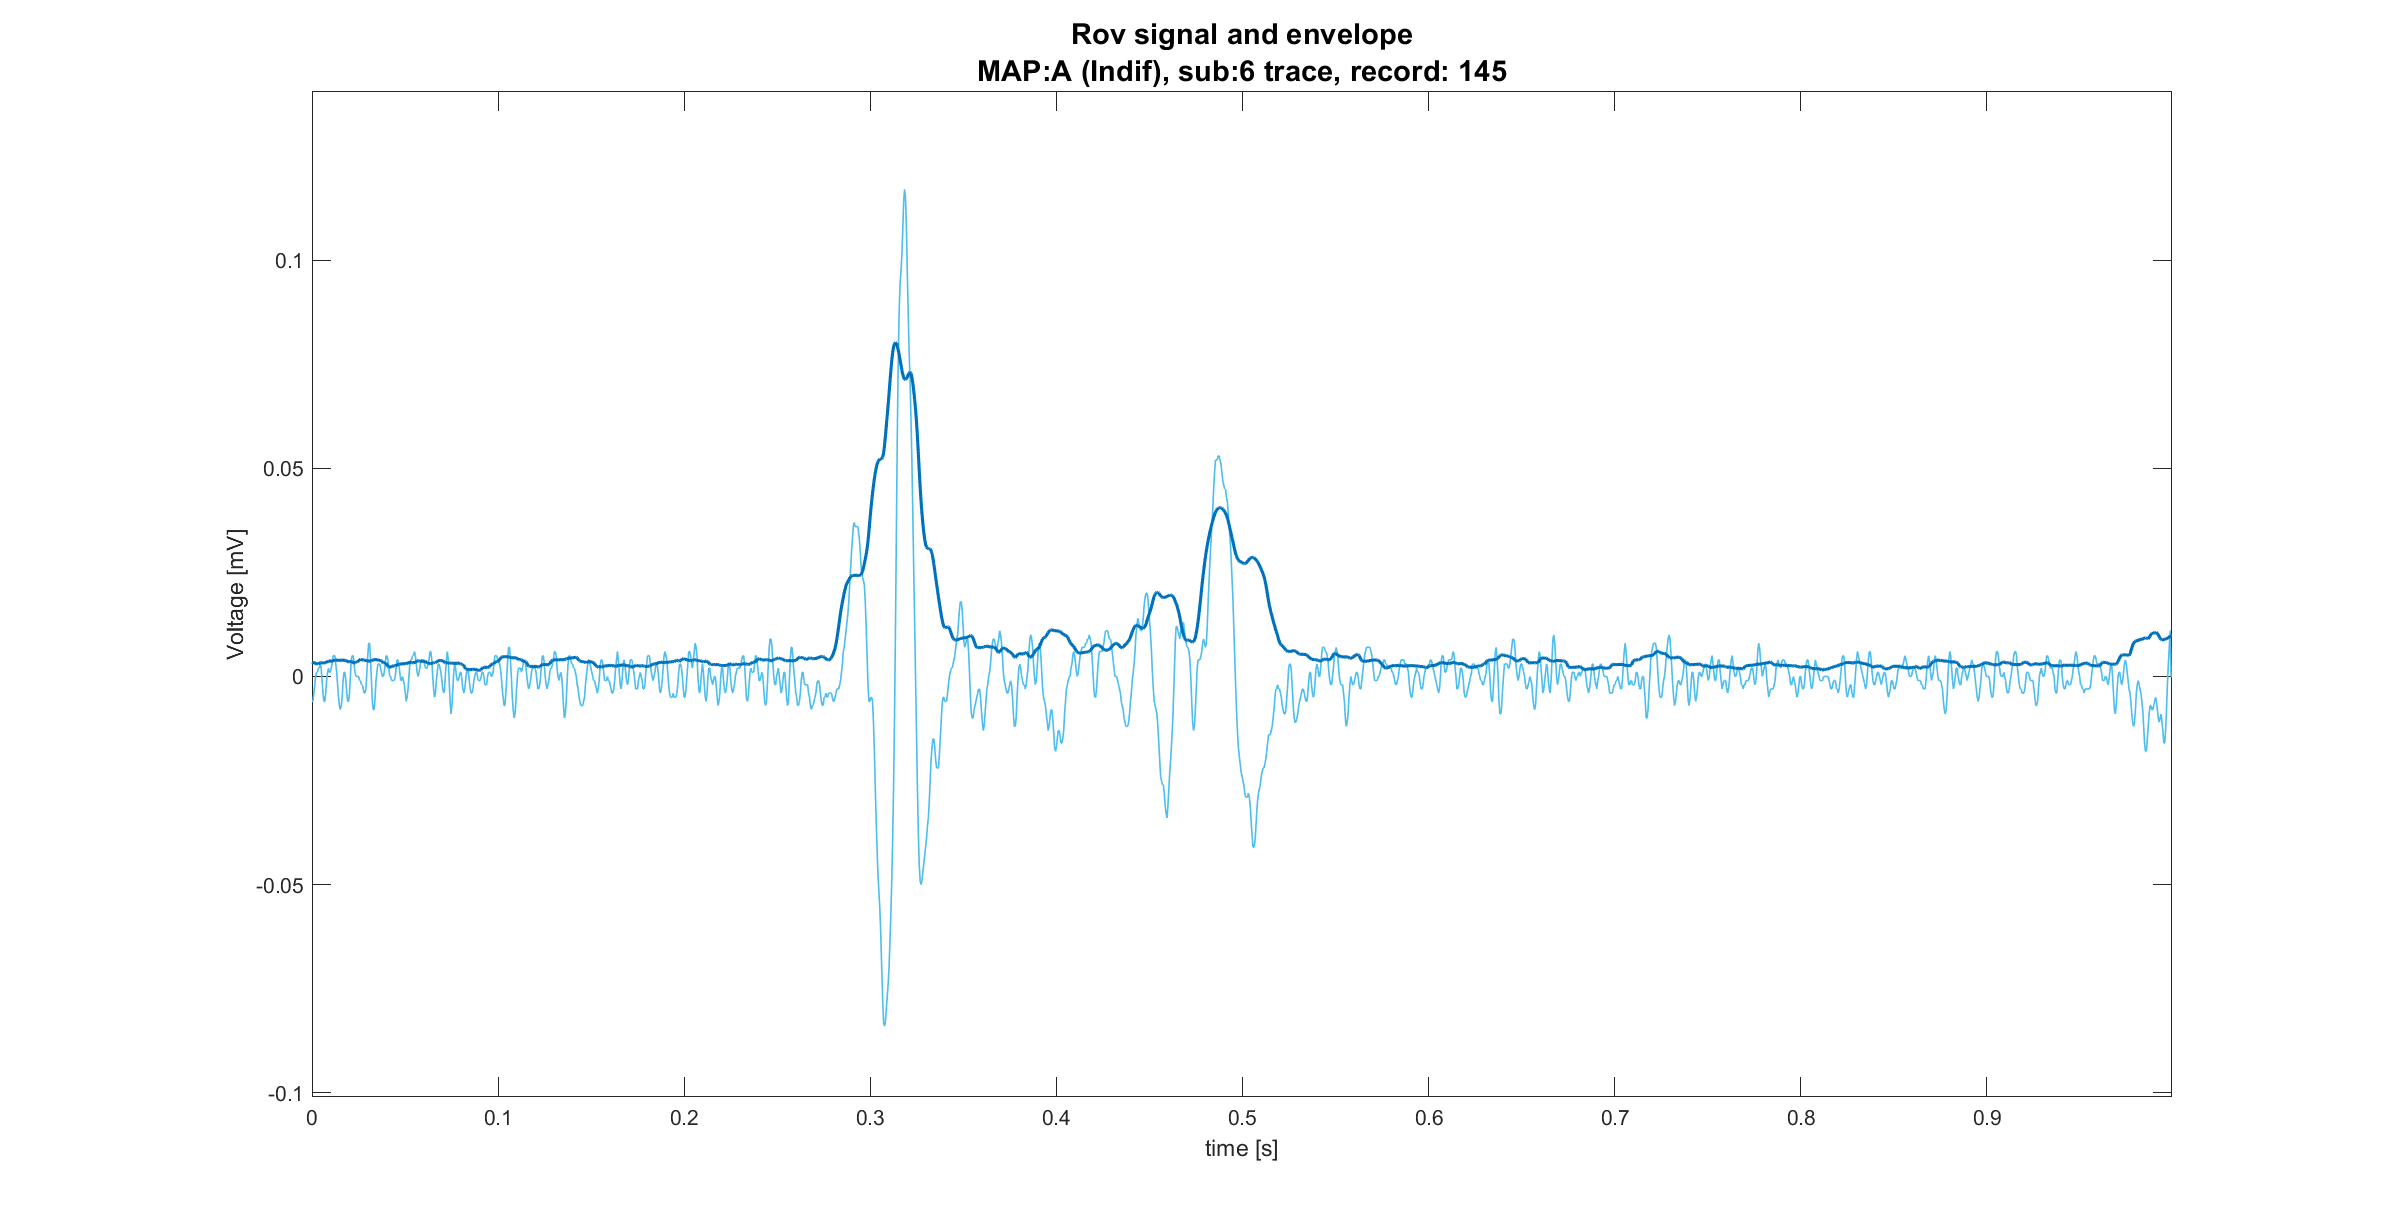 Rov signal and envelope
MAP:A (Indif), sub:6 trace, record: 145
Voltage [mV]
0.1
0.05
0
-0.05
-0.1
0 0.1 0.2 0.3 0.4 0.5 0.6 0.7 0.8 0.9
time [s]